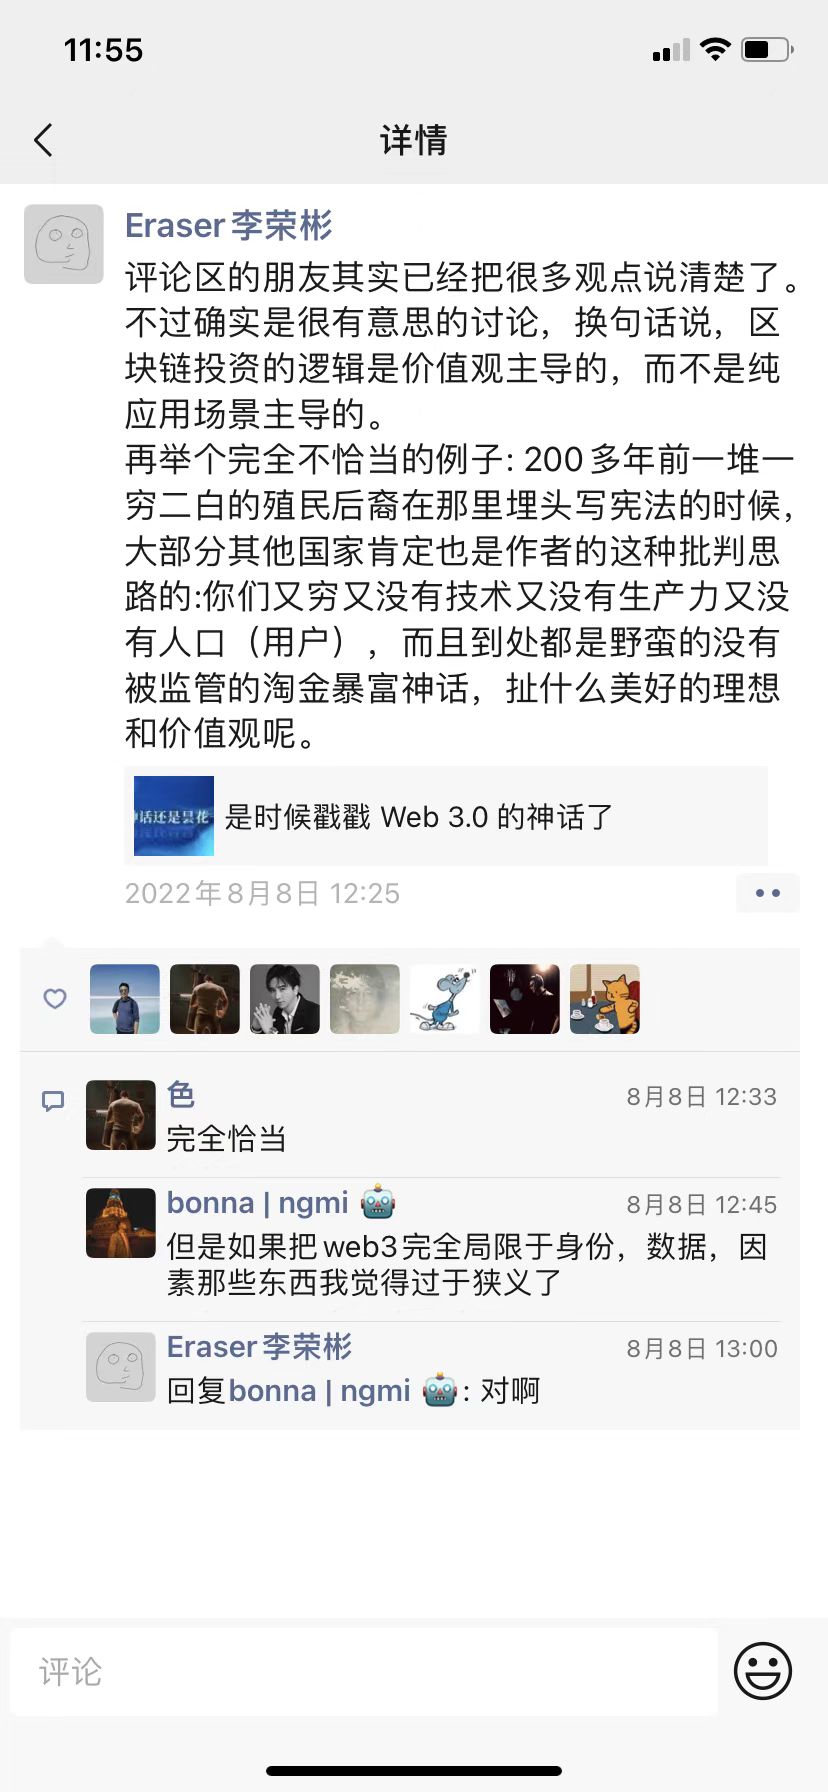 11:55
详情
Eraser李荣彬
评论区的朋友其实已经把很多观点说清楚了。
不过确实是很有意思的讨论，换句话说，区
块链投资的逻辑是价值观主导的，而不是纯
应用场景主导的。
再举个完全不恰当的例子: 200多年前一堆一
穷二白的殖民后裔在那里埋头写宪法的时候，
大部分其他国家肯定也是作者的这种批判思
路的:你们又穷又没有技术又没有生产力又没
有人口（用户），而且到处都是野蛮的没有
被监管的淘金暴富神话，扯什么美好的理想
和价值观呢。
话还是昙花
是时候戳戳 Web 3.0 的神话了
2022年8月8日 12:25
色
8月8日 12:33
完全恰当
bonna | ngmi 🤖
8月8日 12:45
但是如果把web3完全局限于身份，数据，因
素那些东西我觉得过于狭义了
Eraser李荣彬
8月8日 13:00
回复bonna | ngmi 🤖: 对啊
评论